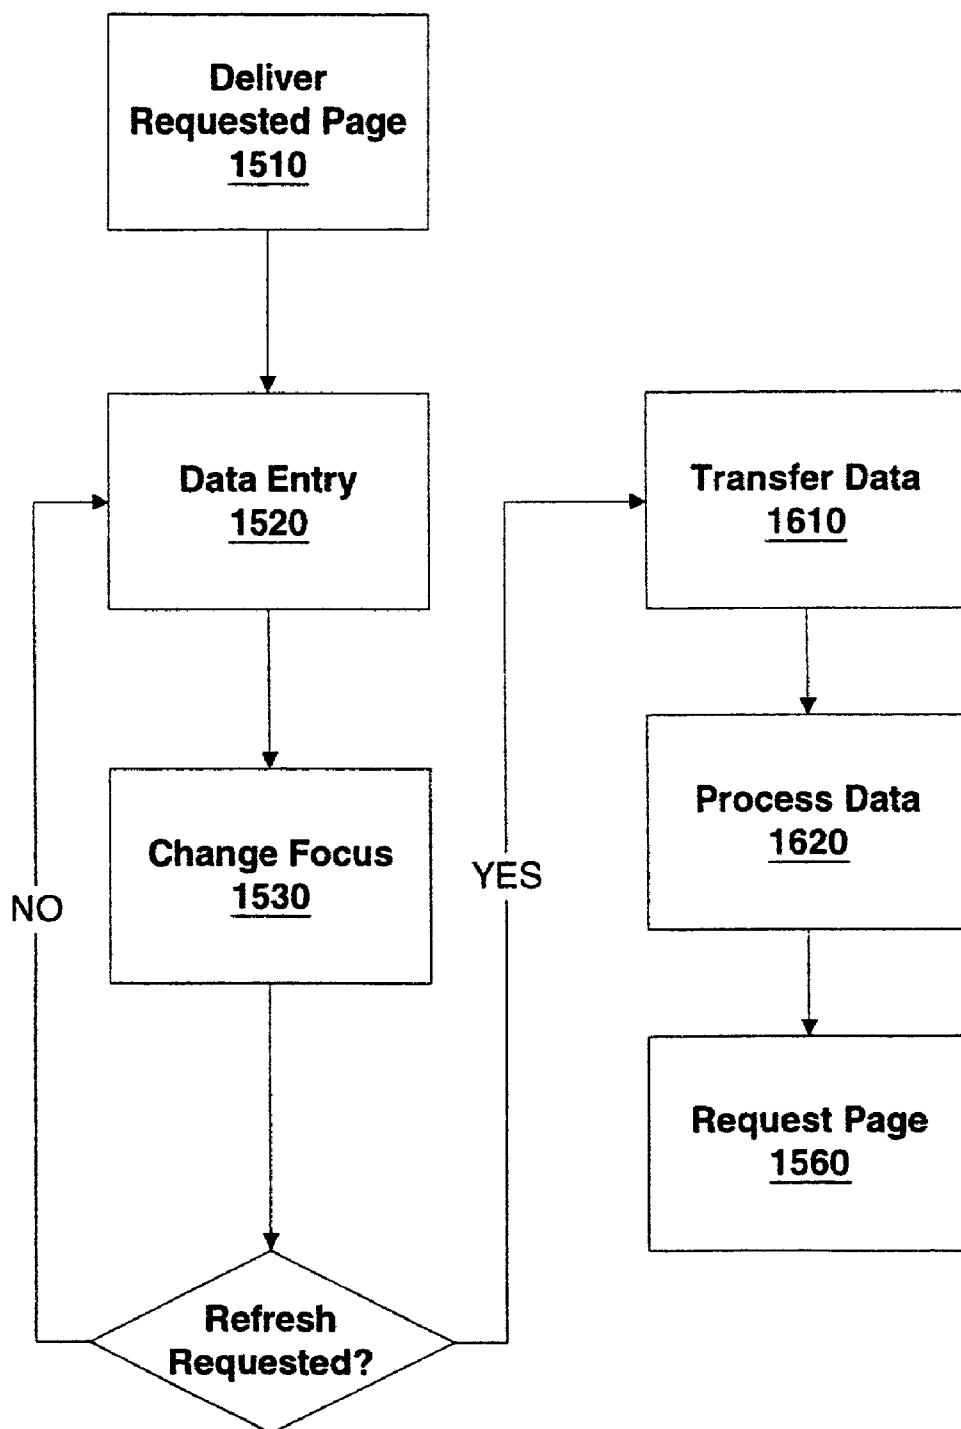 Deliver
Requested Page
1510
Data Entry
1520
Change Focus
1530
NO
Refresh
Requested?
YES
Transfer Data
1610
Process Data
1620
Request Page
1560